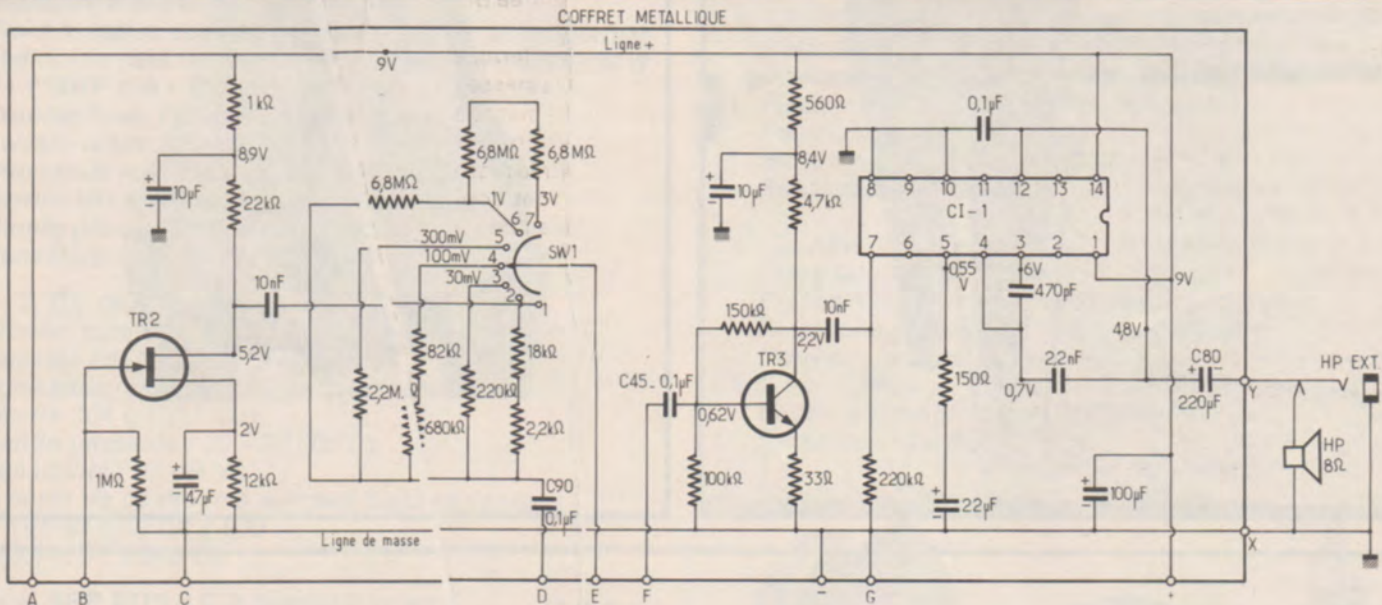 COFFRET METALLIQUE
Ligne +
9V
1kΩ
8,9V
10µF
22kΩ
10nF
TR2
5,2V
2V
1MΩ
47µF
12kΩ
Ligne de masse
6,8MΩ
6,8MΩ
6,8MΩ
1V
3V
6 7
300mV
5
100mV
4
30mV
3
2
1
SW1
82kΩ
18kΩ
2,2M
220kΩ
680kΩ
2,2kΩ
C90
0,1µF
560Ω
8,4V
10µF
4,7kΩ
150kΩ
10nF
2,2V
TR3
C45_0,1µF
0,62V
100kΩ
33Ω
220kΩ
0,1µF
8 9 10 11 12 13 14
CI-1
7 6 5 4 3 2 1
0,55
V
6V
9V
470pF
4,8V
150Ω
0,7V
2,2nF
C80
220µF
Y
HP EXT.
HP
8Ω
22µF
100µF
X
A B C D E F - G +